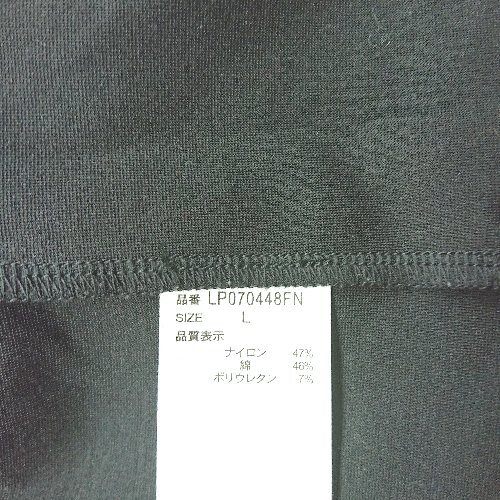 品番 LP070448FN
SIZE L
品質表示
ナイロン 47%
綿 46%
ポリウレタン 7%